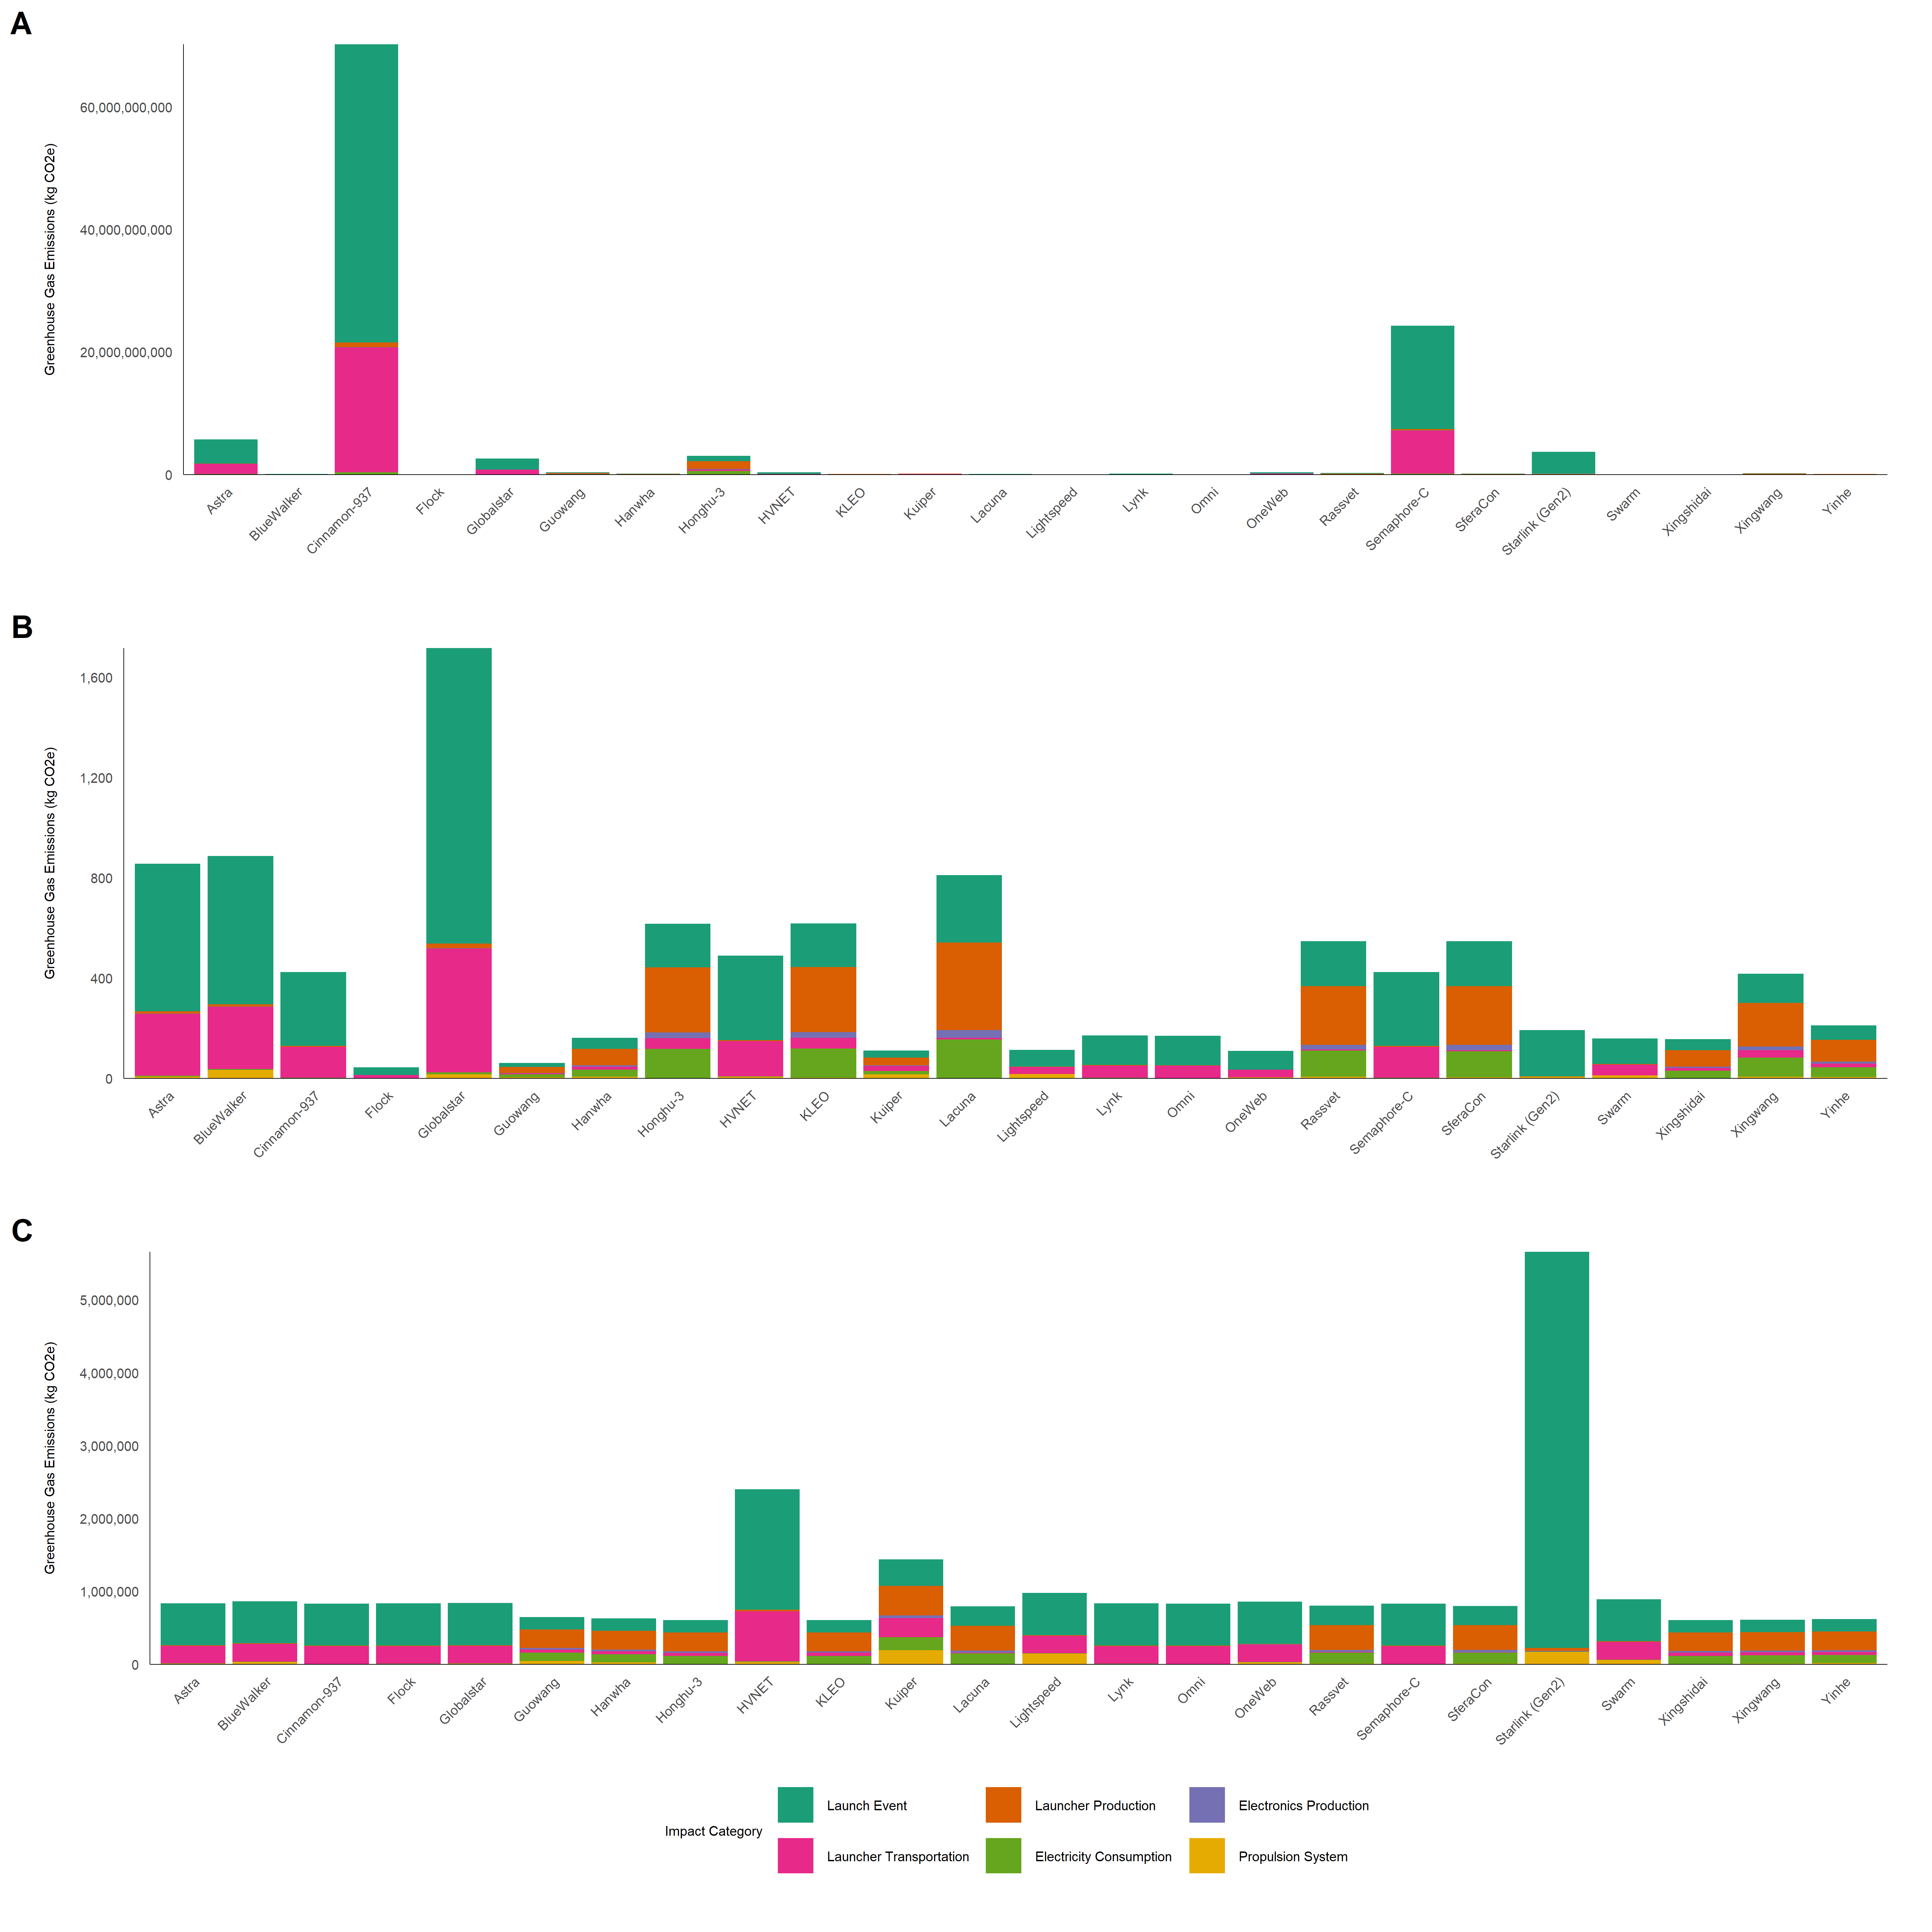 A
Greenhouse Gas Emissions (kg CO2e)
60,000,000,000
40,000,000,000
20,000,000,000
0
Astra
BlueWalker
Cinnamon-937
Flock
Globalstar
Guowang
Hanwha
Honghu-3
HVNET
KLEO
Kuiper
Lacuna
Lightspeed
Lynk
Omni
OneWeb
Rassvet
Semaphore-C
SferaCon
Starlink (Gen2)
Swarm
Xingshidai
Xingwang
Yinhe
B
Greenhouse Gas Emissions (kg CO2e)
1,600
1,200
800
400
0
Astra
BlueWalker
Cinnamon-937
Flock
Globalstar
Guowang
Hanwha
Honghu-3
HVNET
KLEO
Kuiper
Lacuna
Lightspeed
Lynk
Omni
OneWeb
Rassvet
Semaphore-C
SferaCon
Starlink (Gen2)
Swarm
Xingshidai
Xingwang
Yinhe
C
Greenhouse Gas Emissions (kg CO2e)
5,000,000
4,000,000
3,000,000
2,000,000
1,000,000
0
Astra
BlueWalker
Cinnamon-937
Flock
Globalstar
Guowang
Hanwha
Honghu-3
HVNET
KLEO
Kuiper
Lacuna
Lightspeed
Lynk
Omni
OneWeb
Rassvet
Semaphore-C
SferaCon
Starlink (Gen2)
Swarm
Xingshidai
Xingwang
Yinhe
Impact Category
Launch Event
Launcher Production
Electronics Production
Launcher Transportation
Electricity Consumption
Propulsion System